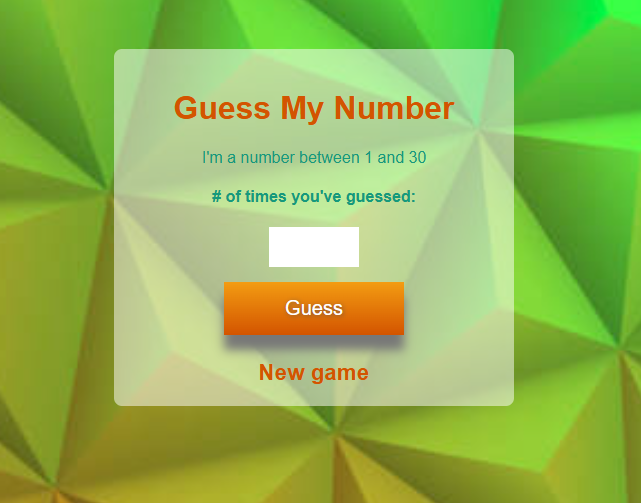 Guess My Number
I'm a number between 1 and 30
# of times you've guessed:
Guess
New game